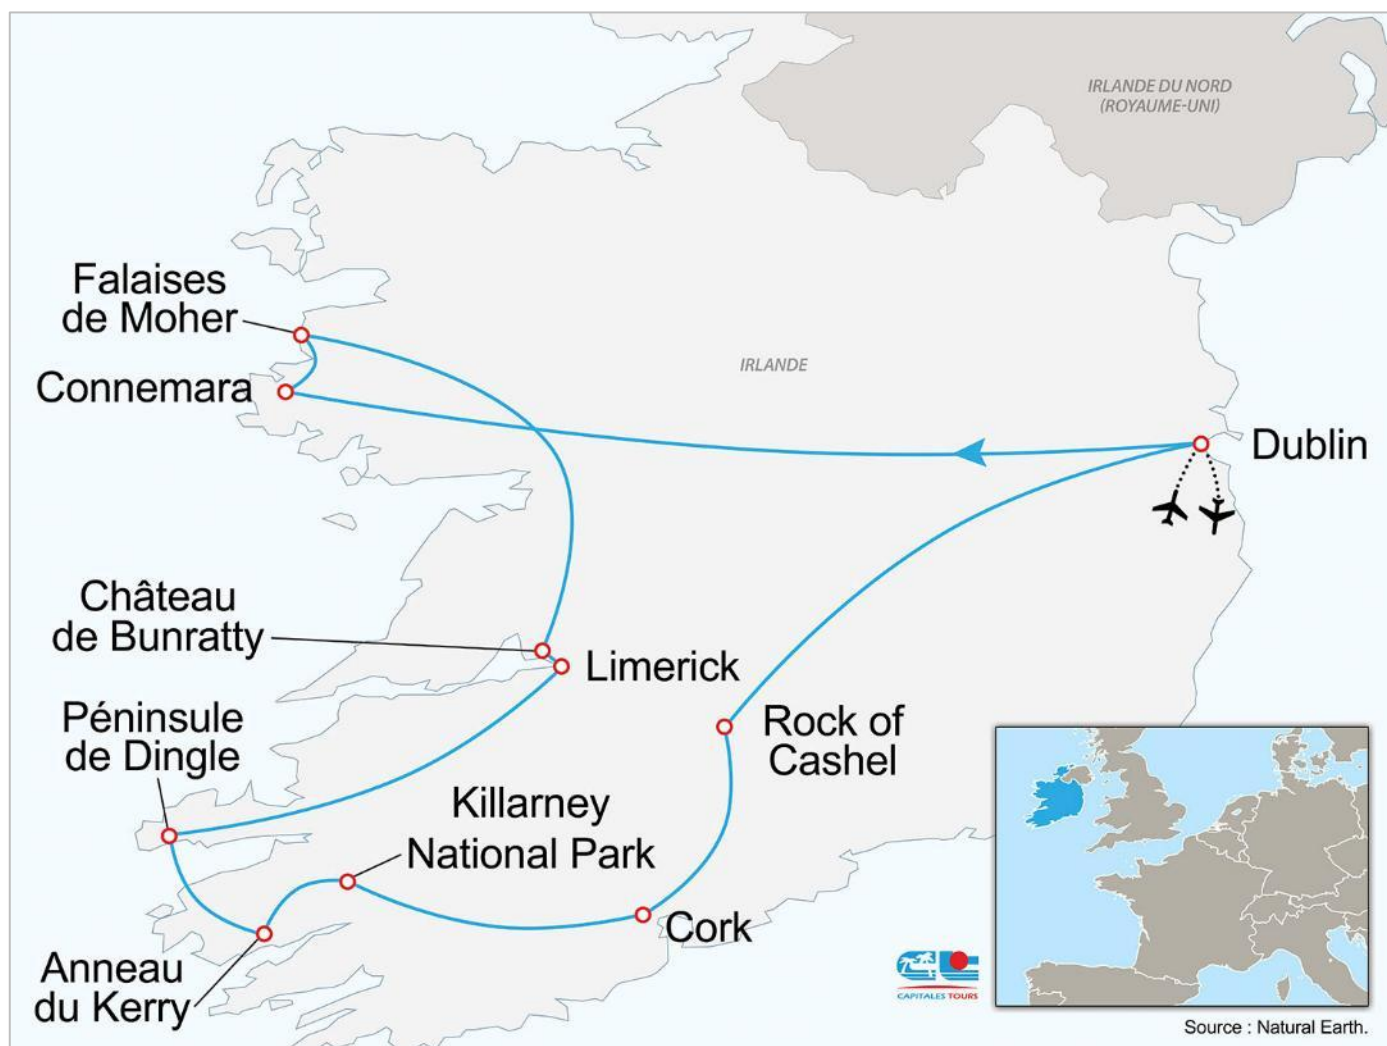 IRLANDE DU NORD
(ROYAUME-UNI)
Falaises
de Moher
IRLANDE
Connemara
Dublin
Château
de Bunratty
Limerick
Péninsule
de Dingle
Rock of
Cashel
Killarney
National Park
Cork
Anneau
du Kerry
CAPITALES TOURS
Source : Natural Earth.